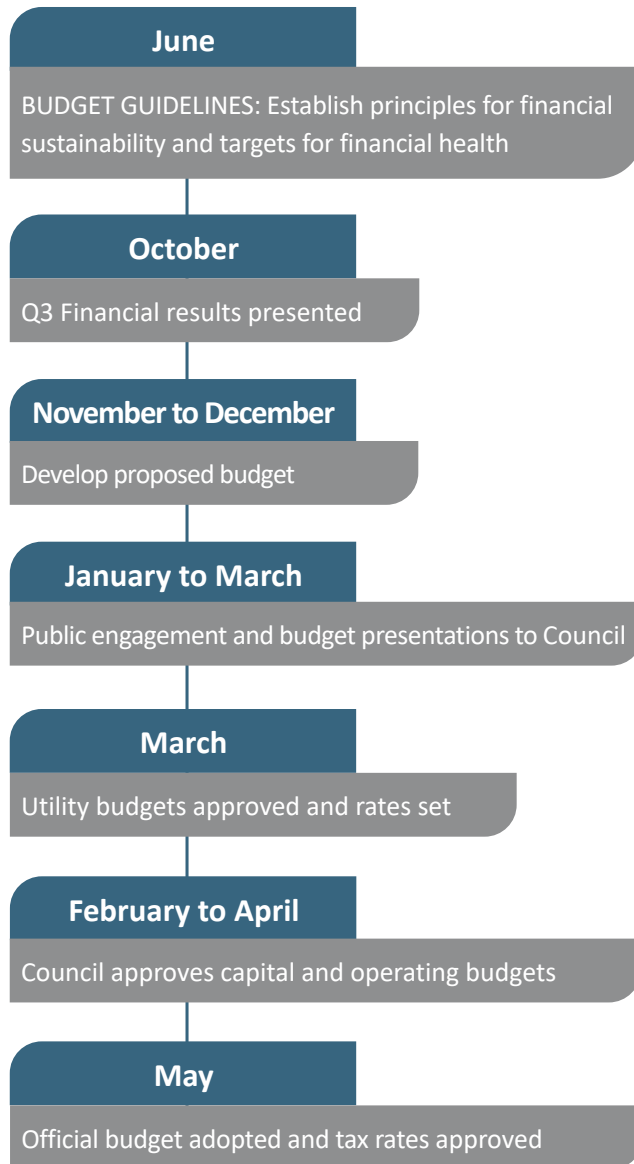 June
BUDGET GUIDELINES: Establish principles for financial
sustainability and targets for financial health
October
Q3 Financial results presented
November to December
Develop proposed budget
January to March
Public engagement and budget presentations to Council
March
Utility budgets approved and rates set
February to April
Council approves capital and operating budgets
May
Official budget adopted and tax rates approved